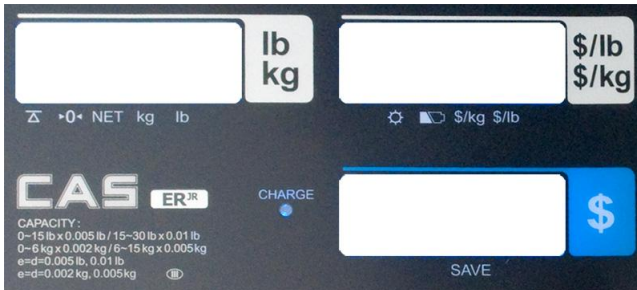 lb
kg
$/lb
$/kg
▸0◂ NET kg lb
$/kg $/lb
CAS ERJR
CHARGE
$
CAPACITY :
0~15 lb x 0.005 lb / 15~30 lb x 0.01 lb
0~6 kg x 0.002 kg / 6~15 kg x 0.005 kg
e=d=0.005 lb, 0.01 lb
e=d=0.002 kg, 0.005 kg III
SAVE